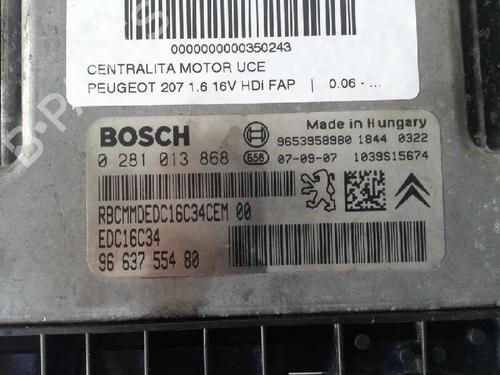 0000000000350243
CENTRALITA MOTOR UCE
PEUGEOT 207 1.6 16V HDi FAP | 0.06 - ...
BOSCH
Made in Hungary
9653958980 1844 0322
0 281 013 868
G58 07-09-07 1039S15674
RBCMMDEDC16C34CEM 00
EDC16C34
96 637 554 80